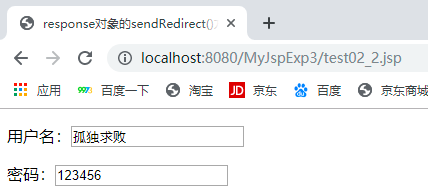 response对象的sendRedirect()
localhost:8080/MyJspExp3/test02_2.jsp
应用 百度一下 淘宝 JD 京东 百度 京东商城
用户名：孤独求败
密码：123456